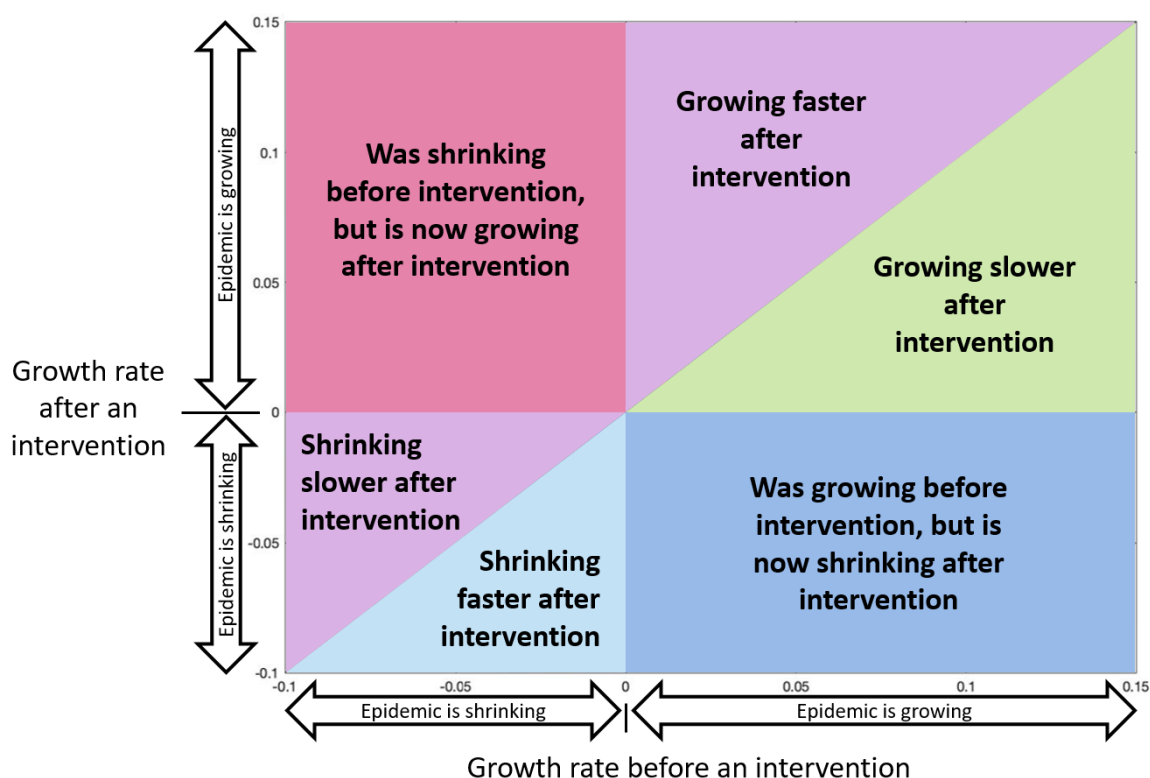 0.15
0.1
0.05
0
-0.05
-0.1
Epidemic is growing
Epidemic is shrinking
Growth rate
after an
intervention
Was shrinking
before intervention,
but is now growing
after intervention
Growing faster
after
intervention
Growing slower
after
intervention
Shrinking
slower after
intervention
Shrinking
faster after
intervention
Was growing before
intervention, but is
now shrinking after
intervention
-0.1
-0.05
0
0.05
0.1
0.15
Epidemic is shrinking
Epidemic is growing
Growth rate before an intervention